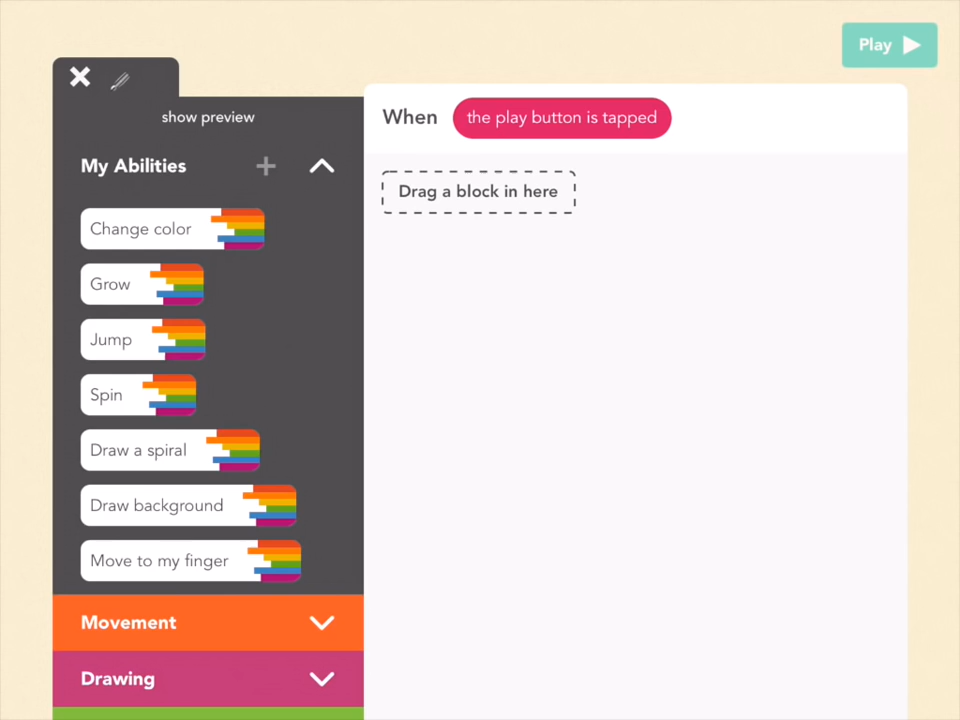 Play
show preview
When the play button is tapped
My Abilities
Drag a block in here
Change color
Grow
Jump
Spin
Draw a spiral
Draw background
Move to my finger
Movement
Drawing